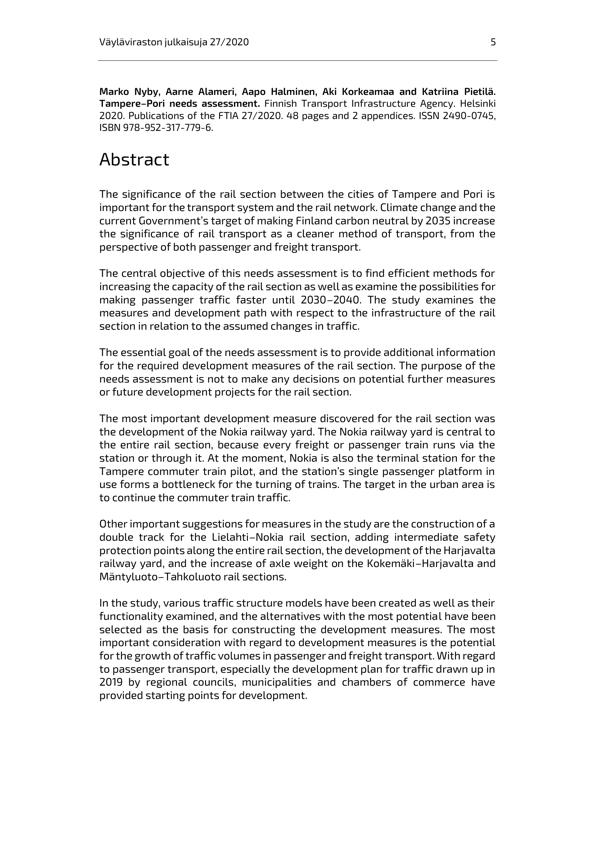 Väyläviraston julkaisuja 27/2020 5
Marko Nyby, Aarne Alameri, Aapo Halminen, Aki Korkeamaa and Katriina Pietilä.
Tampere–Pori needs assessment. Finnish Transport Infrastructure Agency. Helsinki
2020. Publications of the FTIA 27/2020. 48 pages and 2 appendices. ISSN 2490-0745,
ISBN 978-952-317-779-6.
Abstract
The significance of the rail section between the cities of Tampere and Pori is
important for the transport system and the rail network. Climate change and the
current Government's target of making Finland carbon neutral by 2035 increase
the significance of rail transport as a cleaner method of transport, from the
perspective of both passenger and freight transport.
The central objective of this needs assessment is to find efficient methods for
increasing the capacity of the rail section as well as examine the possibilities for
making passenger traffic faster until 2030–2040. The study examines the
measures and development path with respect to the infrastructure of the rail
section in relation to the assumed changes in traffic.
The essential goal of the needs assessment is to provide additional information
for the required development measures of the rail section. The purpose of the
needs assessment is not to make any decisions on potential further measures
or future development projects for the rail section.
The most important development measure discovered for the rail section was
the development of the Nokia railway yard. The Nokia railway yard is central to
the entire rail section, because every freight or passenger train runs via the
station or through it. At the moment, Nokia is also the terminal station for the
Tampere commuter train pilot, and the station's single passenger platform in
use forms a bottleneck for the turning of trains. The target in the urban area is
to continue the commuter train traffic.
Other important suggestions for measures in the study are the construction of a
double track for the Lielahti–Nokia rail section, adding intermediate safety
protection points along the entire rail section, the development of the Harjavalta
railway yard, and the increase of axle weight on the Kokemäki–Harjavalta and
Mäntyluoto–Tahkoluoto rail sections.
In the study, various traffic structure models have been created as well as their
functionality examined, and the alternatives with the most potential have been
selected as the basis for constructing the development measures. The most
important consideration with regard to development measures is the potential
for the growth of traffic volumes in passenger and freight transport. With regard
to passenger transport, especially the development plan for traffic drawn up in
2019 by regional councils, municipalities and chambers of commerce have
provided starting points for development.